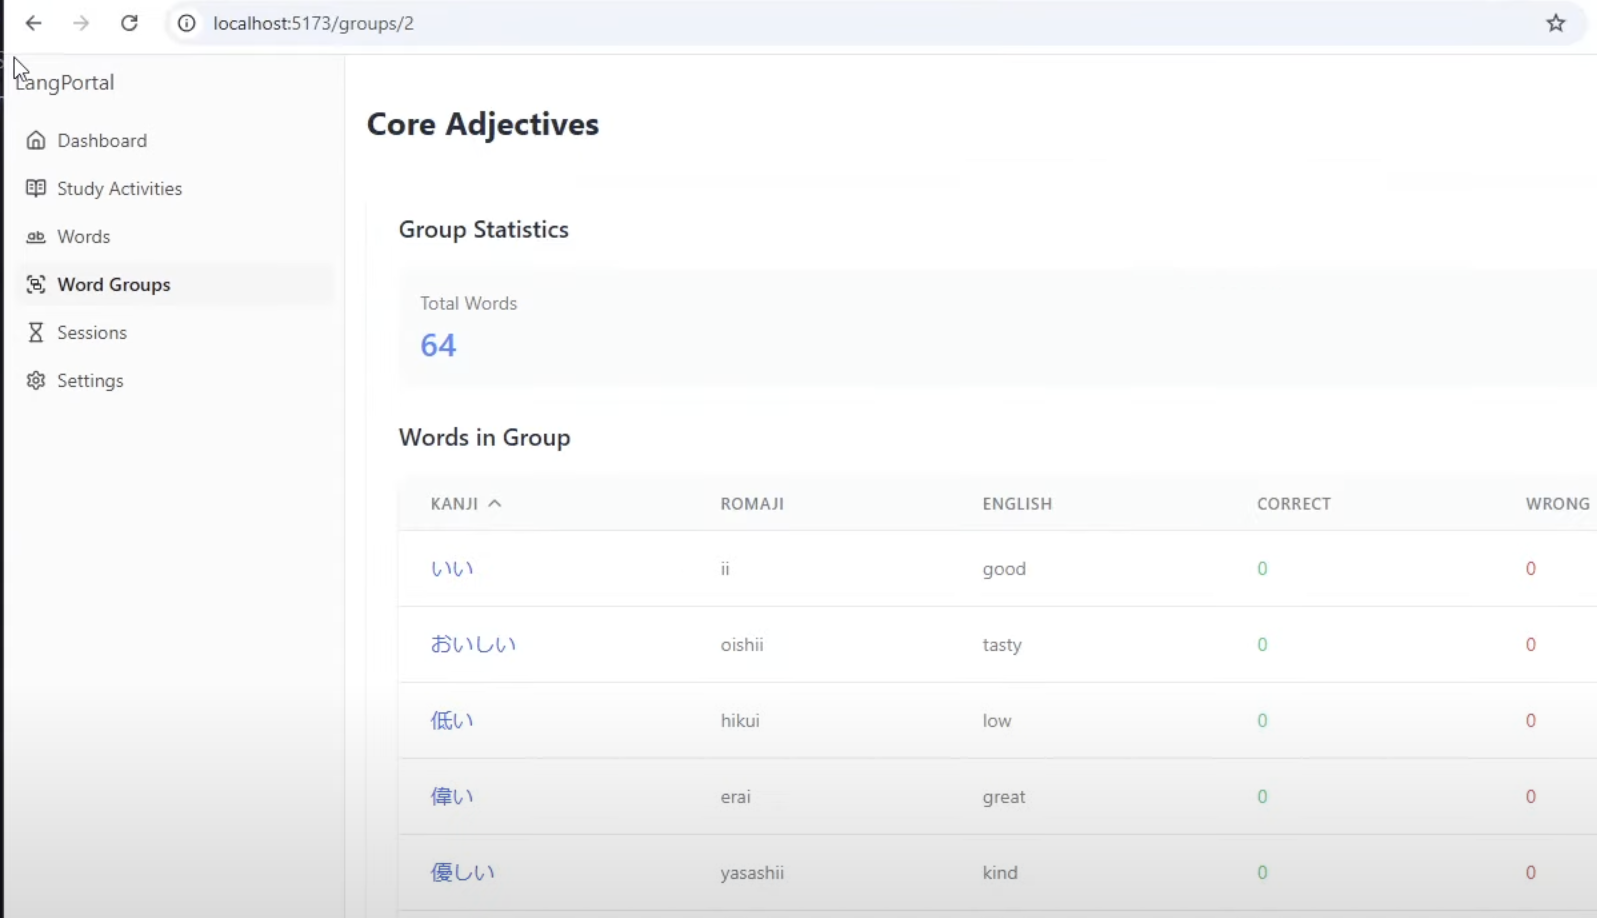 localhost:5173/groups/2
LangPortal
Dashboard
Study Activities
Words
Word Groups
Sessions
Settings
Core Adjectives
Group Statistics
Total Words
64
Words in Group
KANJI ROMAJI ENGLISH CORRECT WRONG
いい ii good 0 0
おいしい oishii tasty 0 0
低い hikui low 0 0
偉い erai great 0 0
優しい yasashii kind 0 0